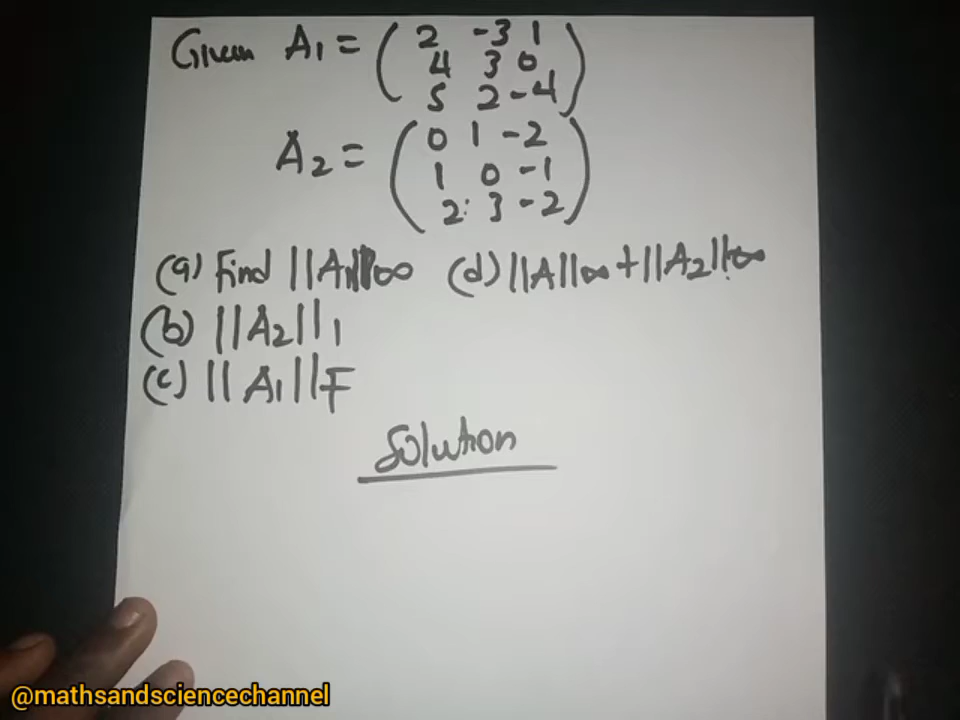 Given A1 = ( 2 -3 1
4 3 0
5 2 -4 )
A2 = ( 0 1 -2
1 0 -1
2 3 -2 )
(a) Find ||A1||∞ (d) ||A||∞ + ||A2||∞
(b) ||A2||1
(c) ||A1||F
Solution
@mathsandsciencechannel